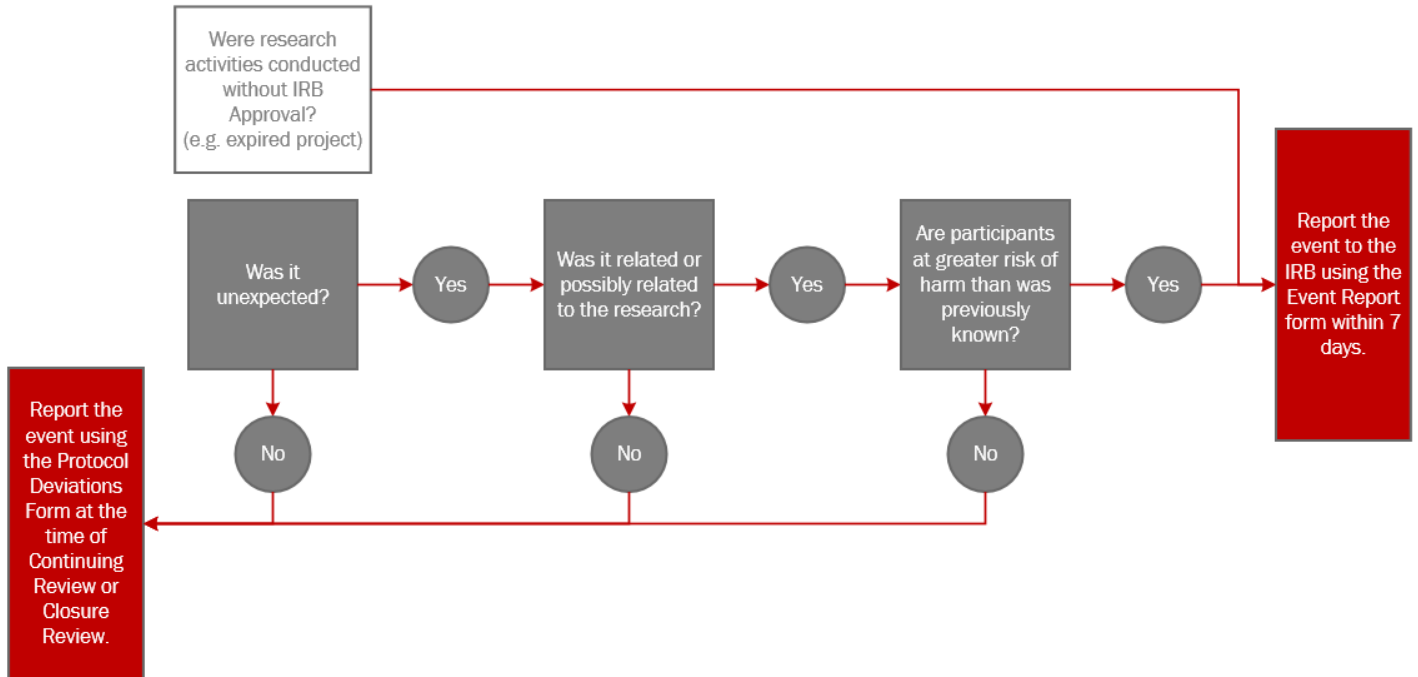 Were research
activities conducted
without IRB
Approval?
(e.g. expired project)
Was it
unexpected?
Yes
Was it related or
possibly related
to the research?
Yes
Are participants
at greater risk of
harm than was
previously
known?
Yes
Report the
event to the
IRB using the
Event Report
form within 7
days.
No
No
No
Report the
event using
the Protocol
Deviations
Form at the
time of
Continuing
Review or
Closure
Review.